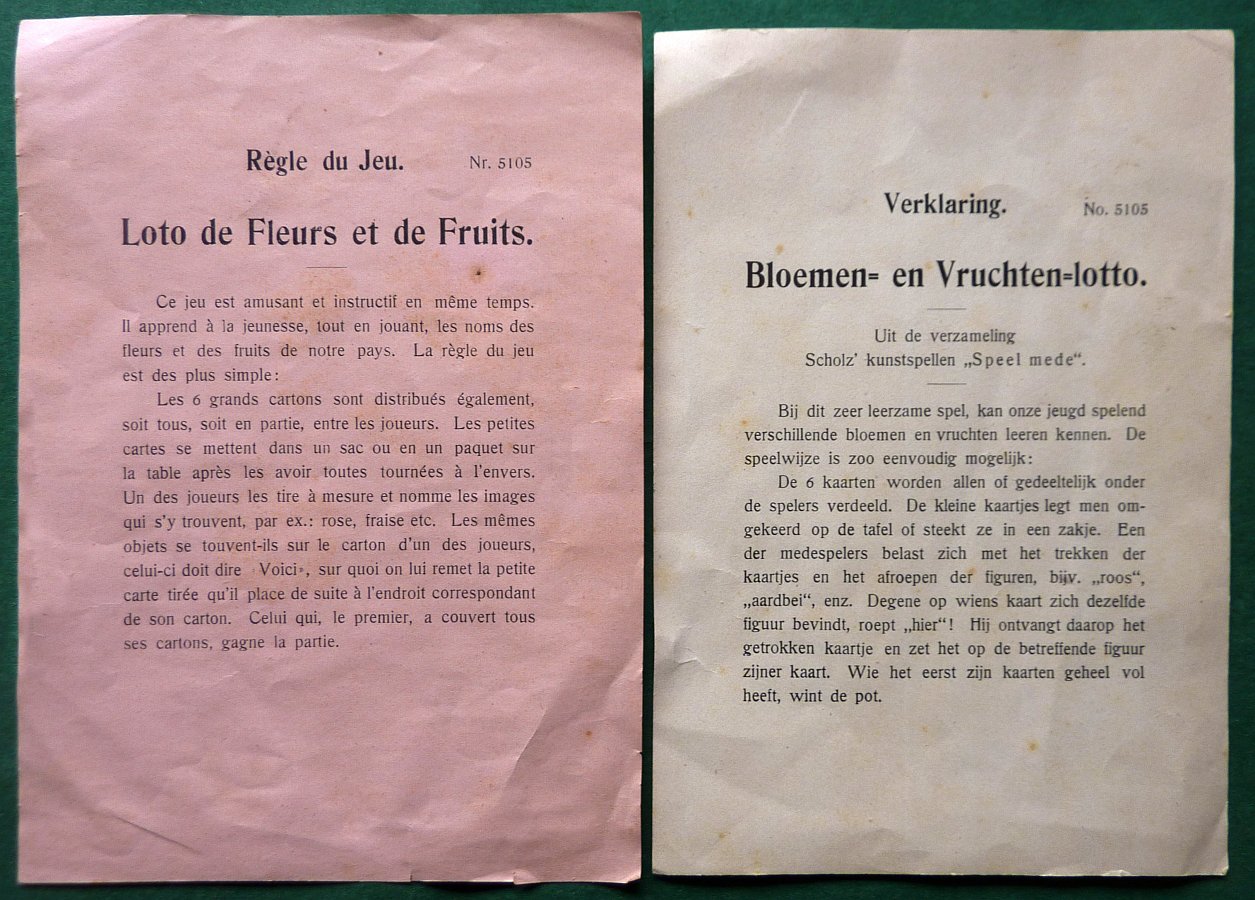 Règle du Jeu. Nr. 5105
Loto de Fleurs et de Fruits.
Ce jeu est amusant et instructif en même temps.
Il apprend à la jeunesse, tout en jouant, les noms des
fleurs et des fruits de notre pays. La règle du jeu
est des plus simple:
Les 6 grands cartons sont distribués également,
soit tous, soit en partie, entre les joueurs. Les petites
cartes se mettent dans un sac ou en un paquet sur
la table après les avoir toutes tournées à l'envers.
Un des joueurs les tire à mesure et nomme les images
qui s'y trouvent, par ex.: rose, fraise etc. Les mêmes
objets se touvent-ils sur le carton d'un des joueurs,
celui-ci doit dire ‹Voici›, sur quoi on lui remet la petite
carte tirée qu'il place de suite à l'endroit correspondant
de son carton. Celui qui, le premier, a couvert tous
ses cartons, gagne la partie.
Verklaring. No. 5105
Bloemen= en Vruchten=lotto.
Uit de verzameling
Scholz' kunstspellen „Speel mede“.
Bij dit zeer leerzame spel, kan onze jeugd spelend
verschillende bloemen en vruchten leeren kennen. De
speelwijze is zoo eenvoudig mogelijk:
De 6 kaarten worden allen of gedeeltelijk onder
de spelers verdeeld. De kleine kaartjes legt men om-
gekeerd op de tafel of steekt ze in een zakje. Een
der medespelers belast zich met het trekken der
kaartjes en het afroepen der figuren, bijv. „roos“,
„aardbei“, enz. Degene op wiens kaart zich dezelfde
figuur bevindt, roept „hier“! Hij ontvangt daarop het
getrokken kaartje en zet het op de betreffende figuur
zijner kaart. Wie het eerst zijn kaarten geheel vol
heeft, wint de pot.